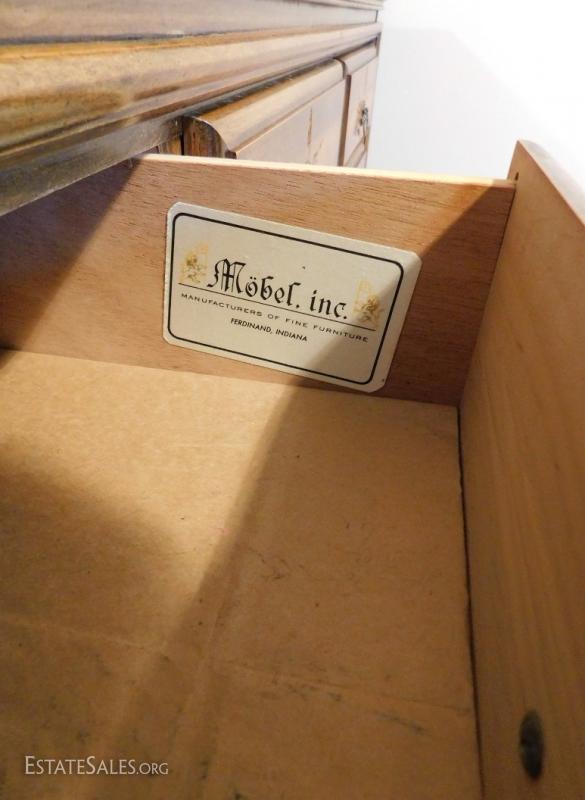 Möbel, inc.
MANUFACTURERS OF FINE FURNITURE
FERDINAND, INDIANA
ESTATESALES.ORG